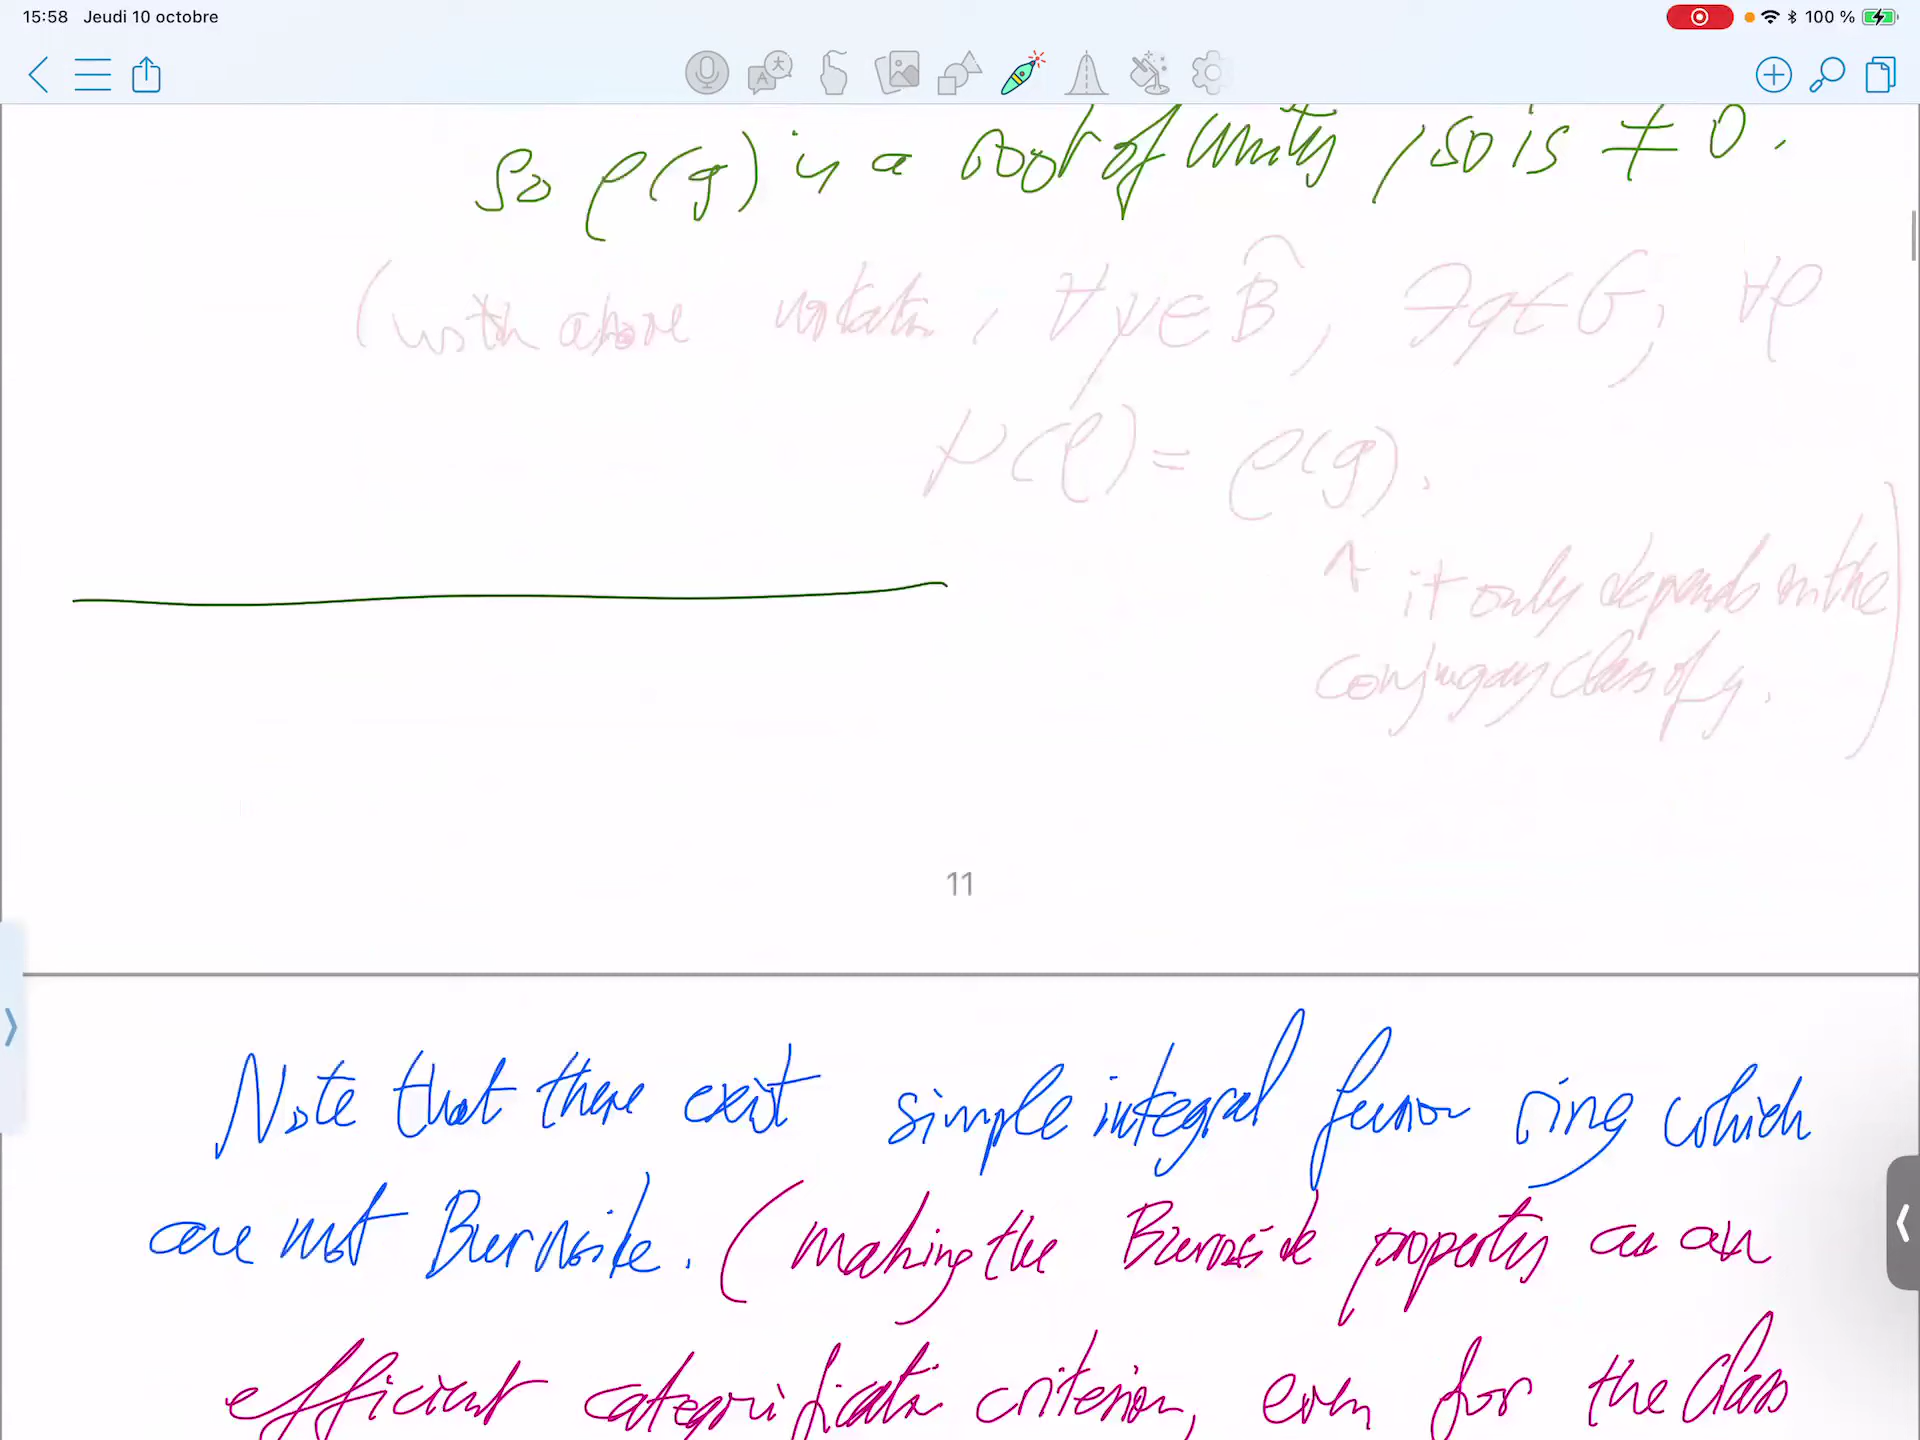 15:58 Jeudi 10 octobre 100 %
So ρ(g) is a root of unity, so is ≠ 0.
(with above notation, ∀ μ ∈ B̂, ∃ g ∈ G, ∀ρ
μ(ρ) = ρ(g).
↑ it only depends on the
conjugacy class of g.)
11
Note that there exist simple integral fusion ring which
are not Burnside. (making the Burnside property as an
efficient categorification criterion, even for the class